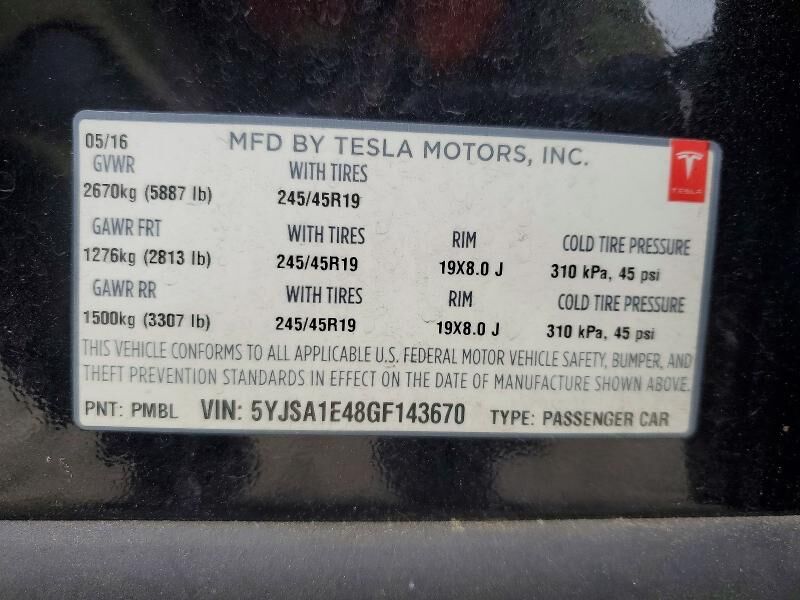 05/16 MFD BY TESLA MOTORS, INC.
TESLA
GVWR WITH TIRES
2670kg (5887 lb) 245/45R19
GAWR FRT WITH TIRES RIM COLD TIRE PRESSURE
1276kg (2813 lb) 245/45R19 19X8.0 J 310 kPa, 45 psi
GAWR RR WITH TIRES RIM COLD TIRE PRESSURE
1500kg (3307 lb) 245/45R19 19X8.0 J 310 kPa, 45 psi
THIS VEHICLE CONFORMS TO ALL APPLICABLE U.S. FEDERAL MOTOR VEHICLE SAFETY, BUMPER, AND
THEFT PREVENTION STANDARDS IN EFFECT ON THE DATE OF MANUFACTURE SHOWN ABOVE.
PNT: PMBL VIN: 5YJSA1E48GF143670 TYPE: PASSENGER CAR